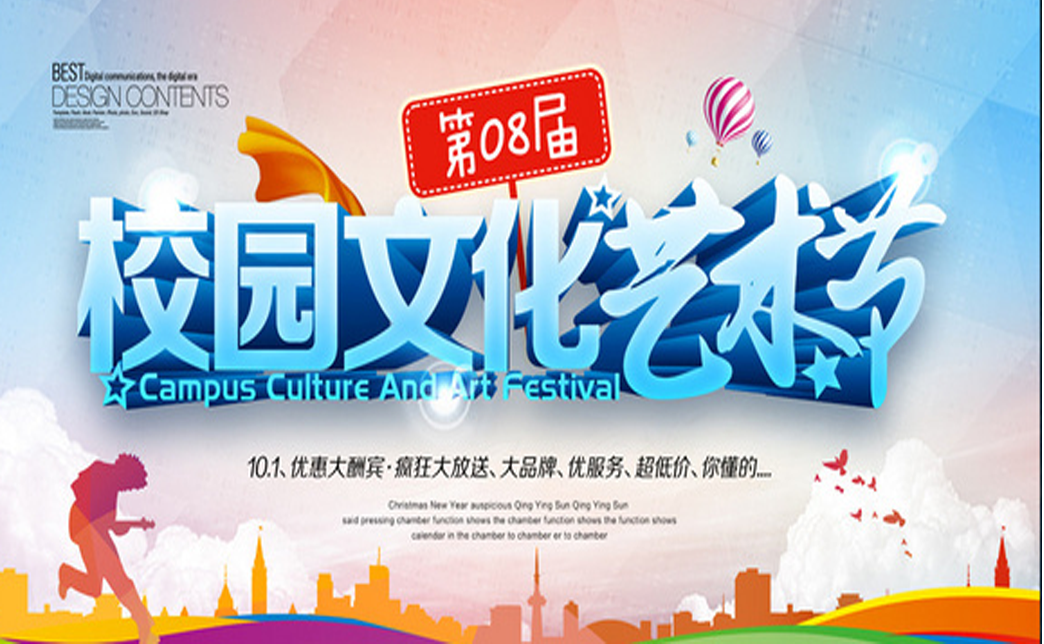 BEST Digital communications, the digital era
DESIGN CONTENTS
第08届
校园文化艺术节
Campus Culture And Art Festival
10.1、优惠大酬宾·疯狂大放送、大品牌、优服务、超低价、你懂的....
Christmas New Year auspicious Qing Ying Sun Qing Ying Sun
said pressing chamber function shows the chamber function shows the function shows
calendar in the chamber to chamber er to chamber